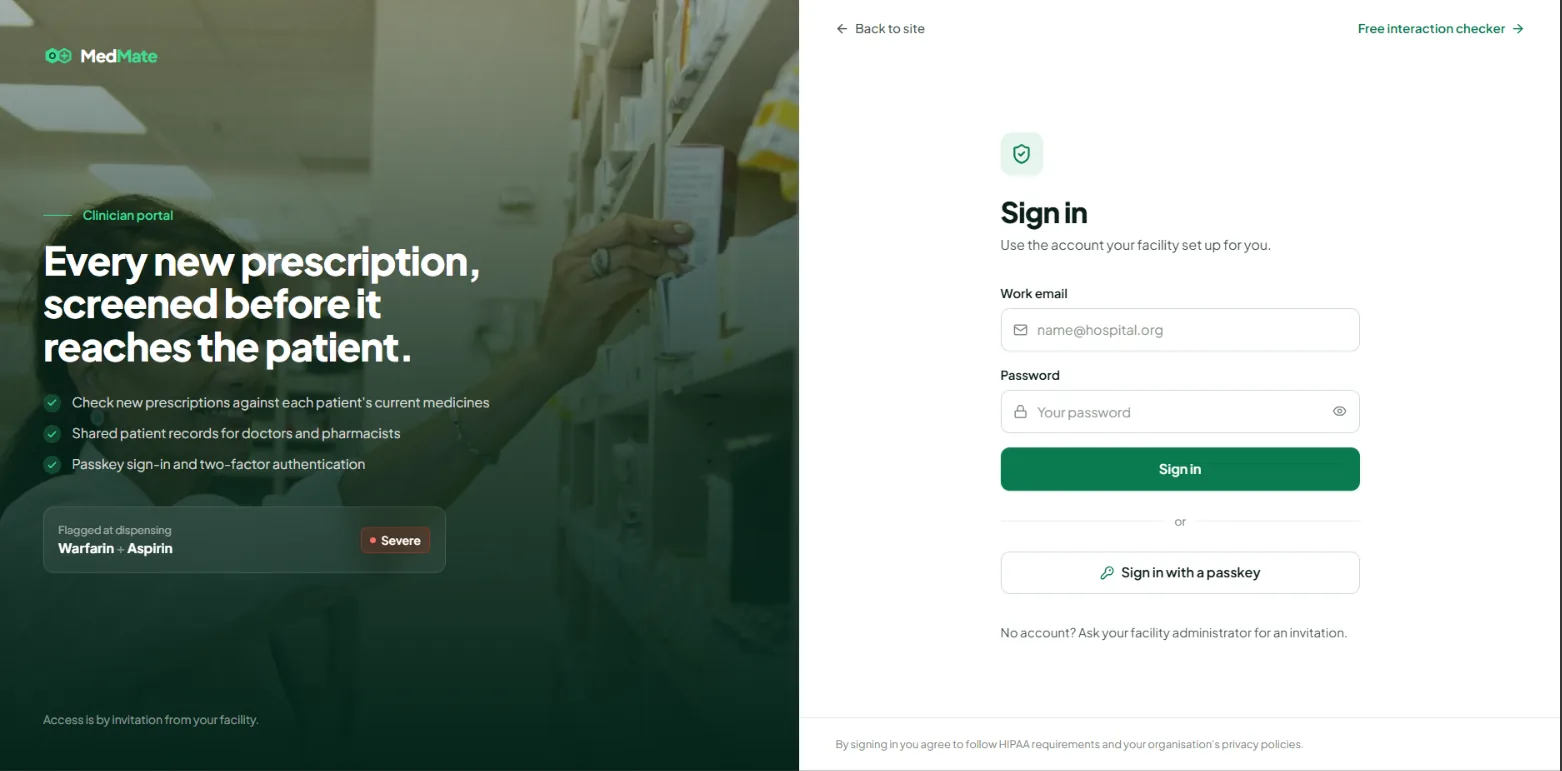 MedMate
Clinician portal
Every new prescription,
screened before it
reaches the patient.
Check new prescriptions against each patient's current medicines
Shared patient records for doctors and pharmacists
Passkey sign-in and two-factor authentication
Flagged at dispensing
Warfarin + Aspirin
Severe
Access is by invitation from your facility.
Back to site
Free interaction checker
Sign in
Use the account your facility set up for you.
Work email
name@hospital.org
Password
Your password
Sign in
or
Sign in with a passkey
No account? Ask your facility administrator for an invitation.
By signing in you agree to follow HIPAA requirements and your organisation's privacy policies.